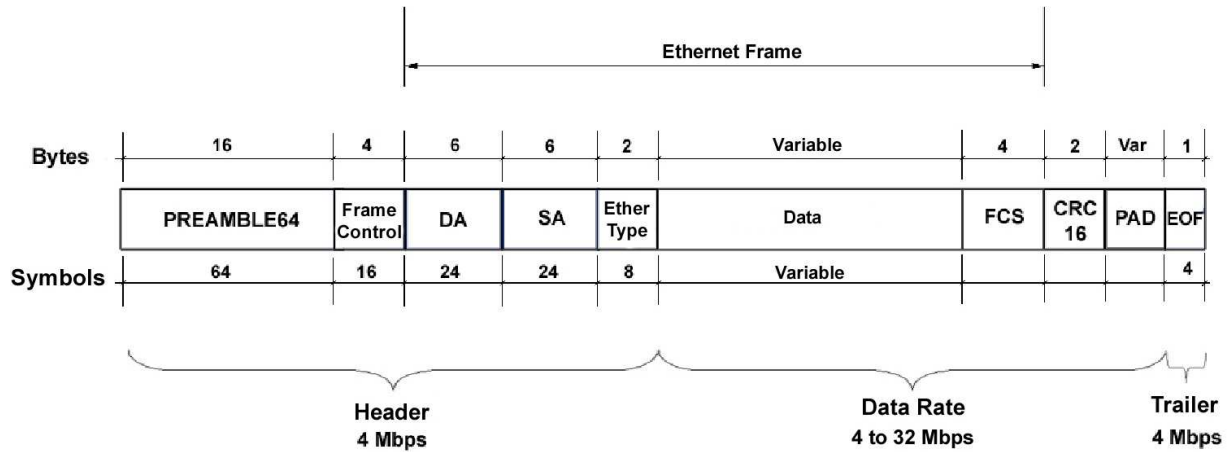 Ethernet Frame
Bytes 16 4 6 6 2 Variable 4 2 Var 1
PREAMBLE64 Frame Control DA SA Ether Type Data FCS CRC 16 PAD EOF
Symbols 64 16 24 24 8 Variable 4
Header Data Rate Trailer
4 Mbps 4 to 32 Mbps 4 Mbps